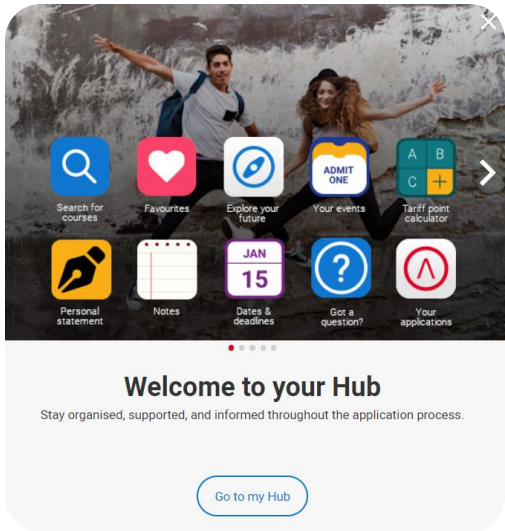 ADMIT
ONE
A B
C +
Search for
courses
Favourites
Explore your
future
Your events
Tariff point
calculator
JAN
15
?
Personal
statement
Notes
Dates &
deadlines
Got a
question?
Your
applications
Welcome to your Hub
Stay organised, supported, and informed throughout the application process.
Go to my Hub